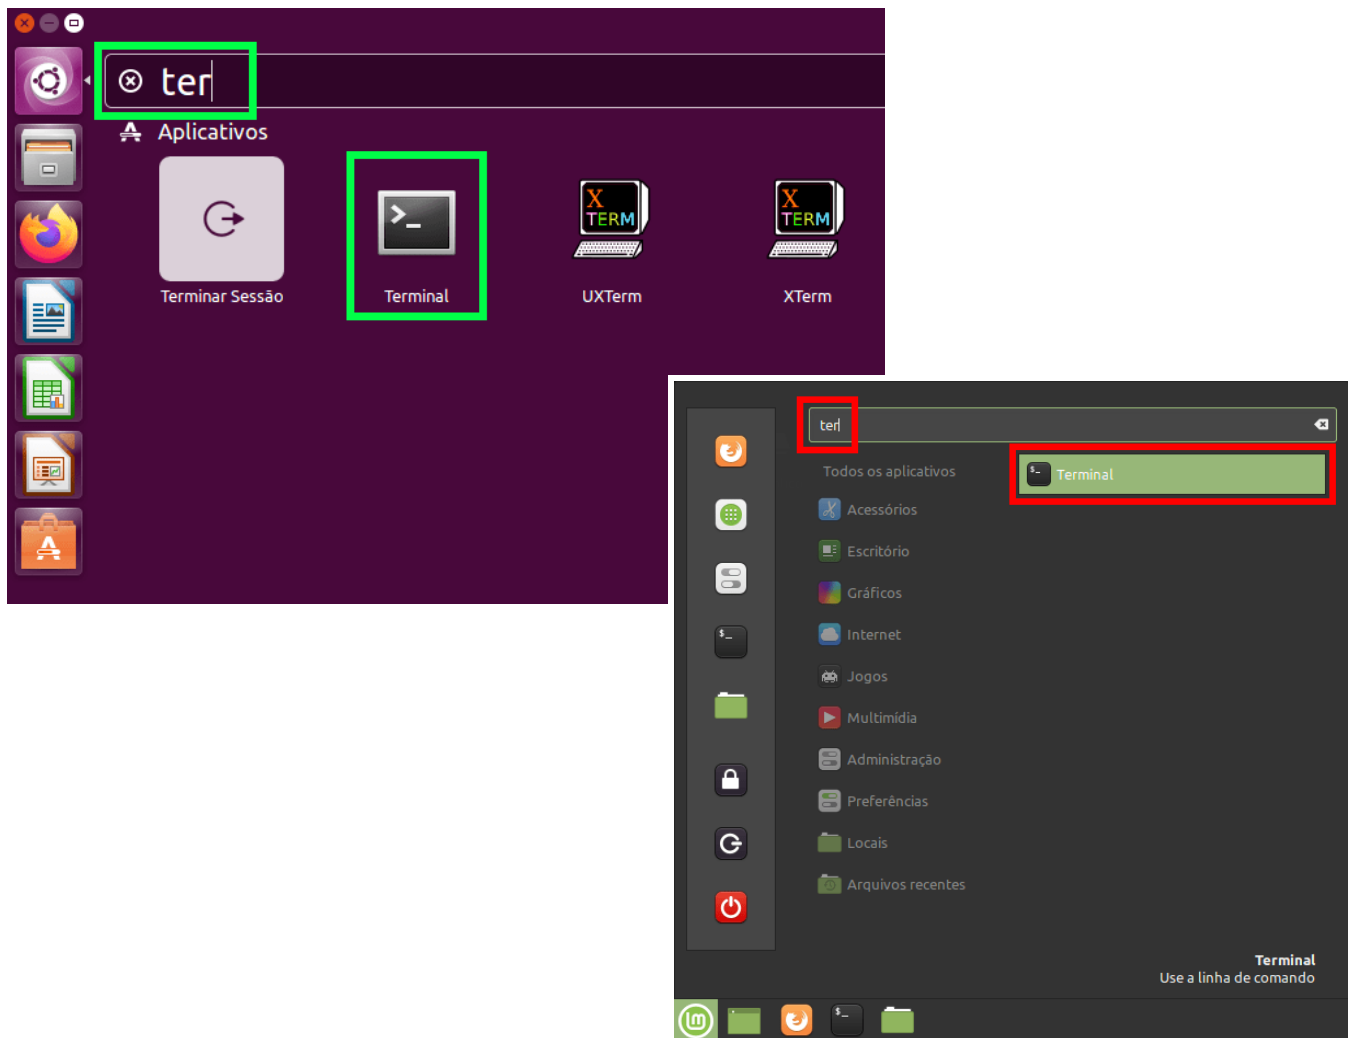 ter
Aplicativos
X
TERM
X
TERM
Terminar Sessão
Terminal
UXTerm
XTerm
ter
Todos os aplicativos
Terminal
Acessórios
Escritório
Gráficos
Internet
Jogos
Multimídia
Administração
Preferências
Locais
Arquivos recentes
Terminal
Use a linha de comando